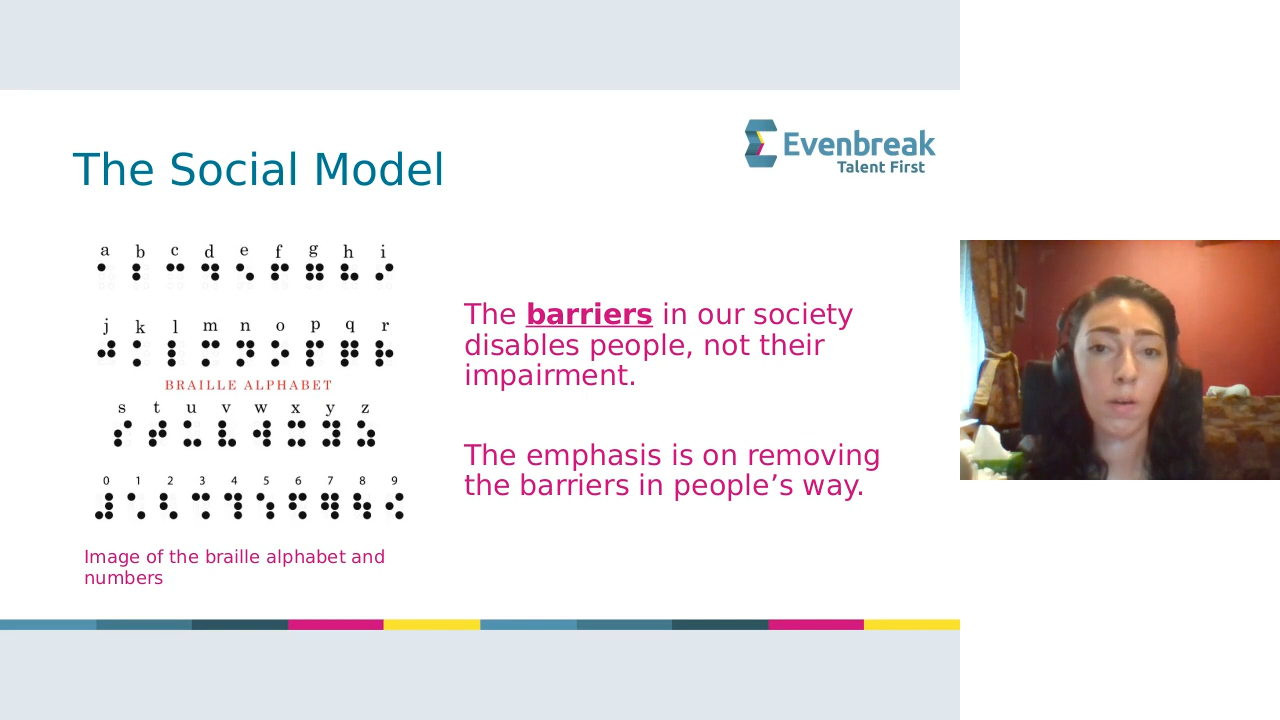 The Social Model
Evenbreak
Talent First
a b c d e f g h i
j k l m n o p q r
BRAILLE ALPHABET
s t u v w x y z
0 1 2 3 4 5 6 7 8 9
Image of the braille alphabet and
numbers
The barriers in our society
disables people, not their
impairment.
The emphasis is on removing
the barriers in people’s way.